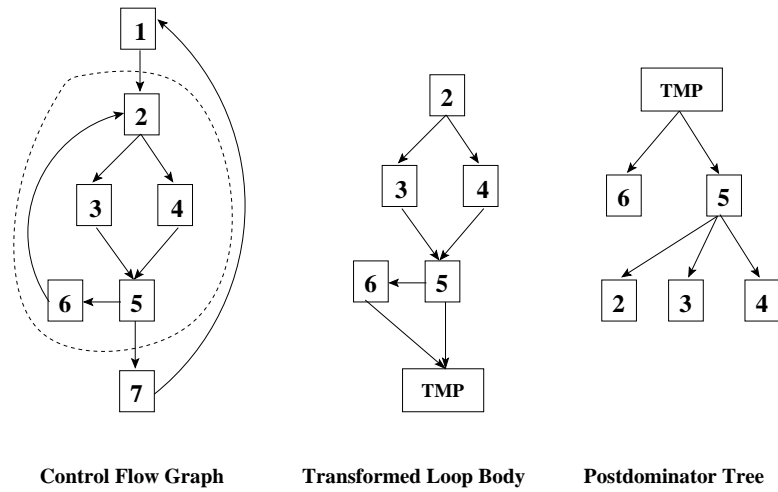 1
2
3 4
6 5
7
Control Flow Graph
2
3 4
6 5
TMP
Transformed Loop Body
TMP
6 5
2 3 4
Postdominator Tree